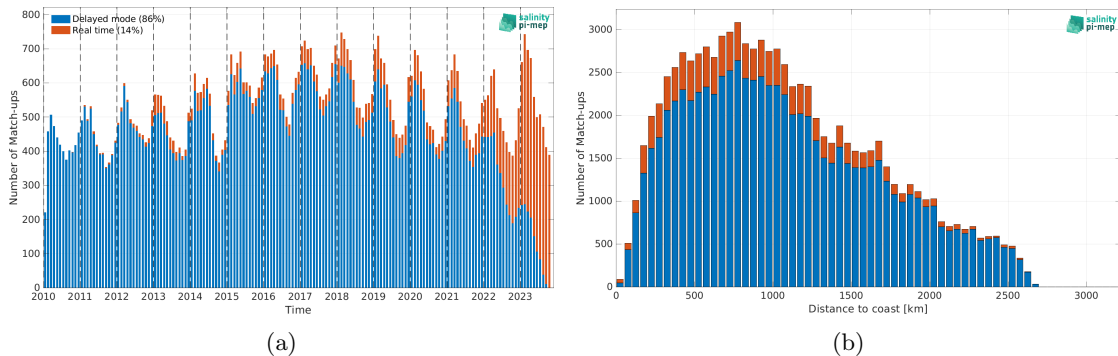 Delayed mode (86%)
Real time (14%)
salinity
pi-mep
Number of Match-ups
800
700
600
500
400
300
200
100
0
2010 2011 2012 2013 2014 2015 2016 2017 2018 2019 2020 2021 2022 2023
Time
(a)
salinity
pi-mep
Number of Match-ups
3000
2500
2000
1500
1000
500
0
0 500 1000 1500 2000 2500 3000
Distance to coast [km]
(b)